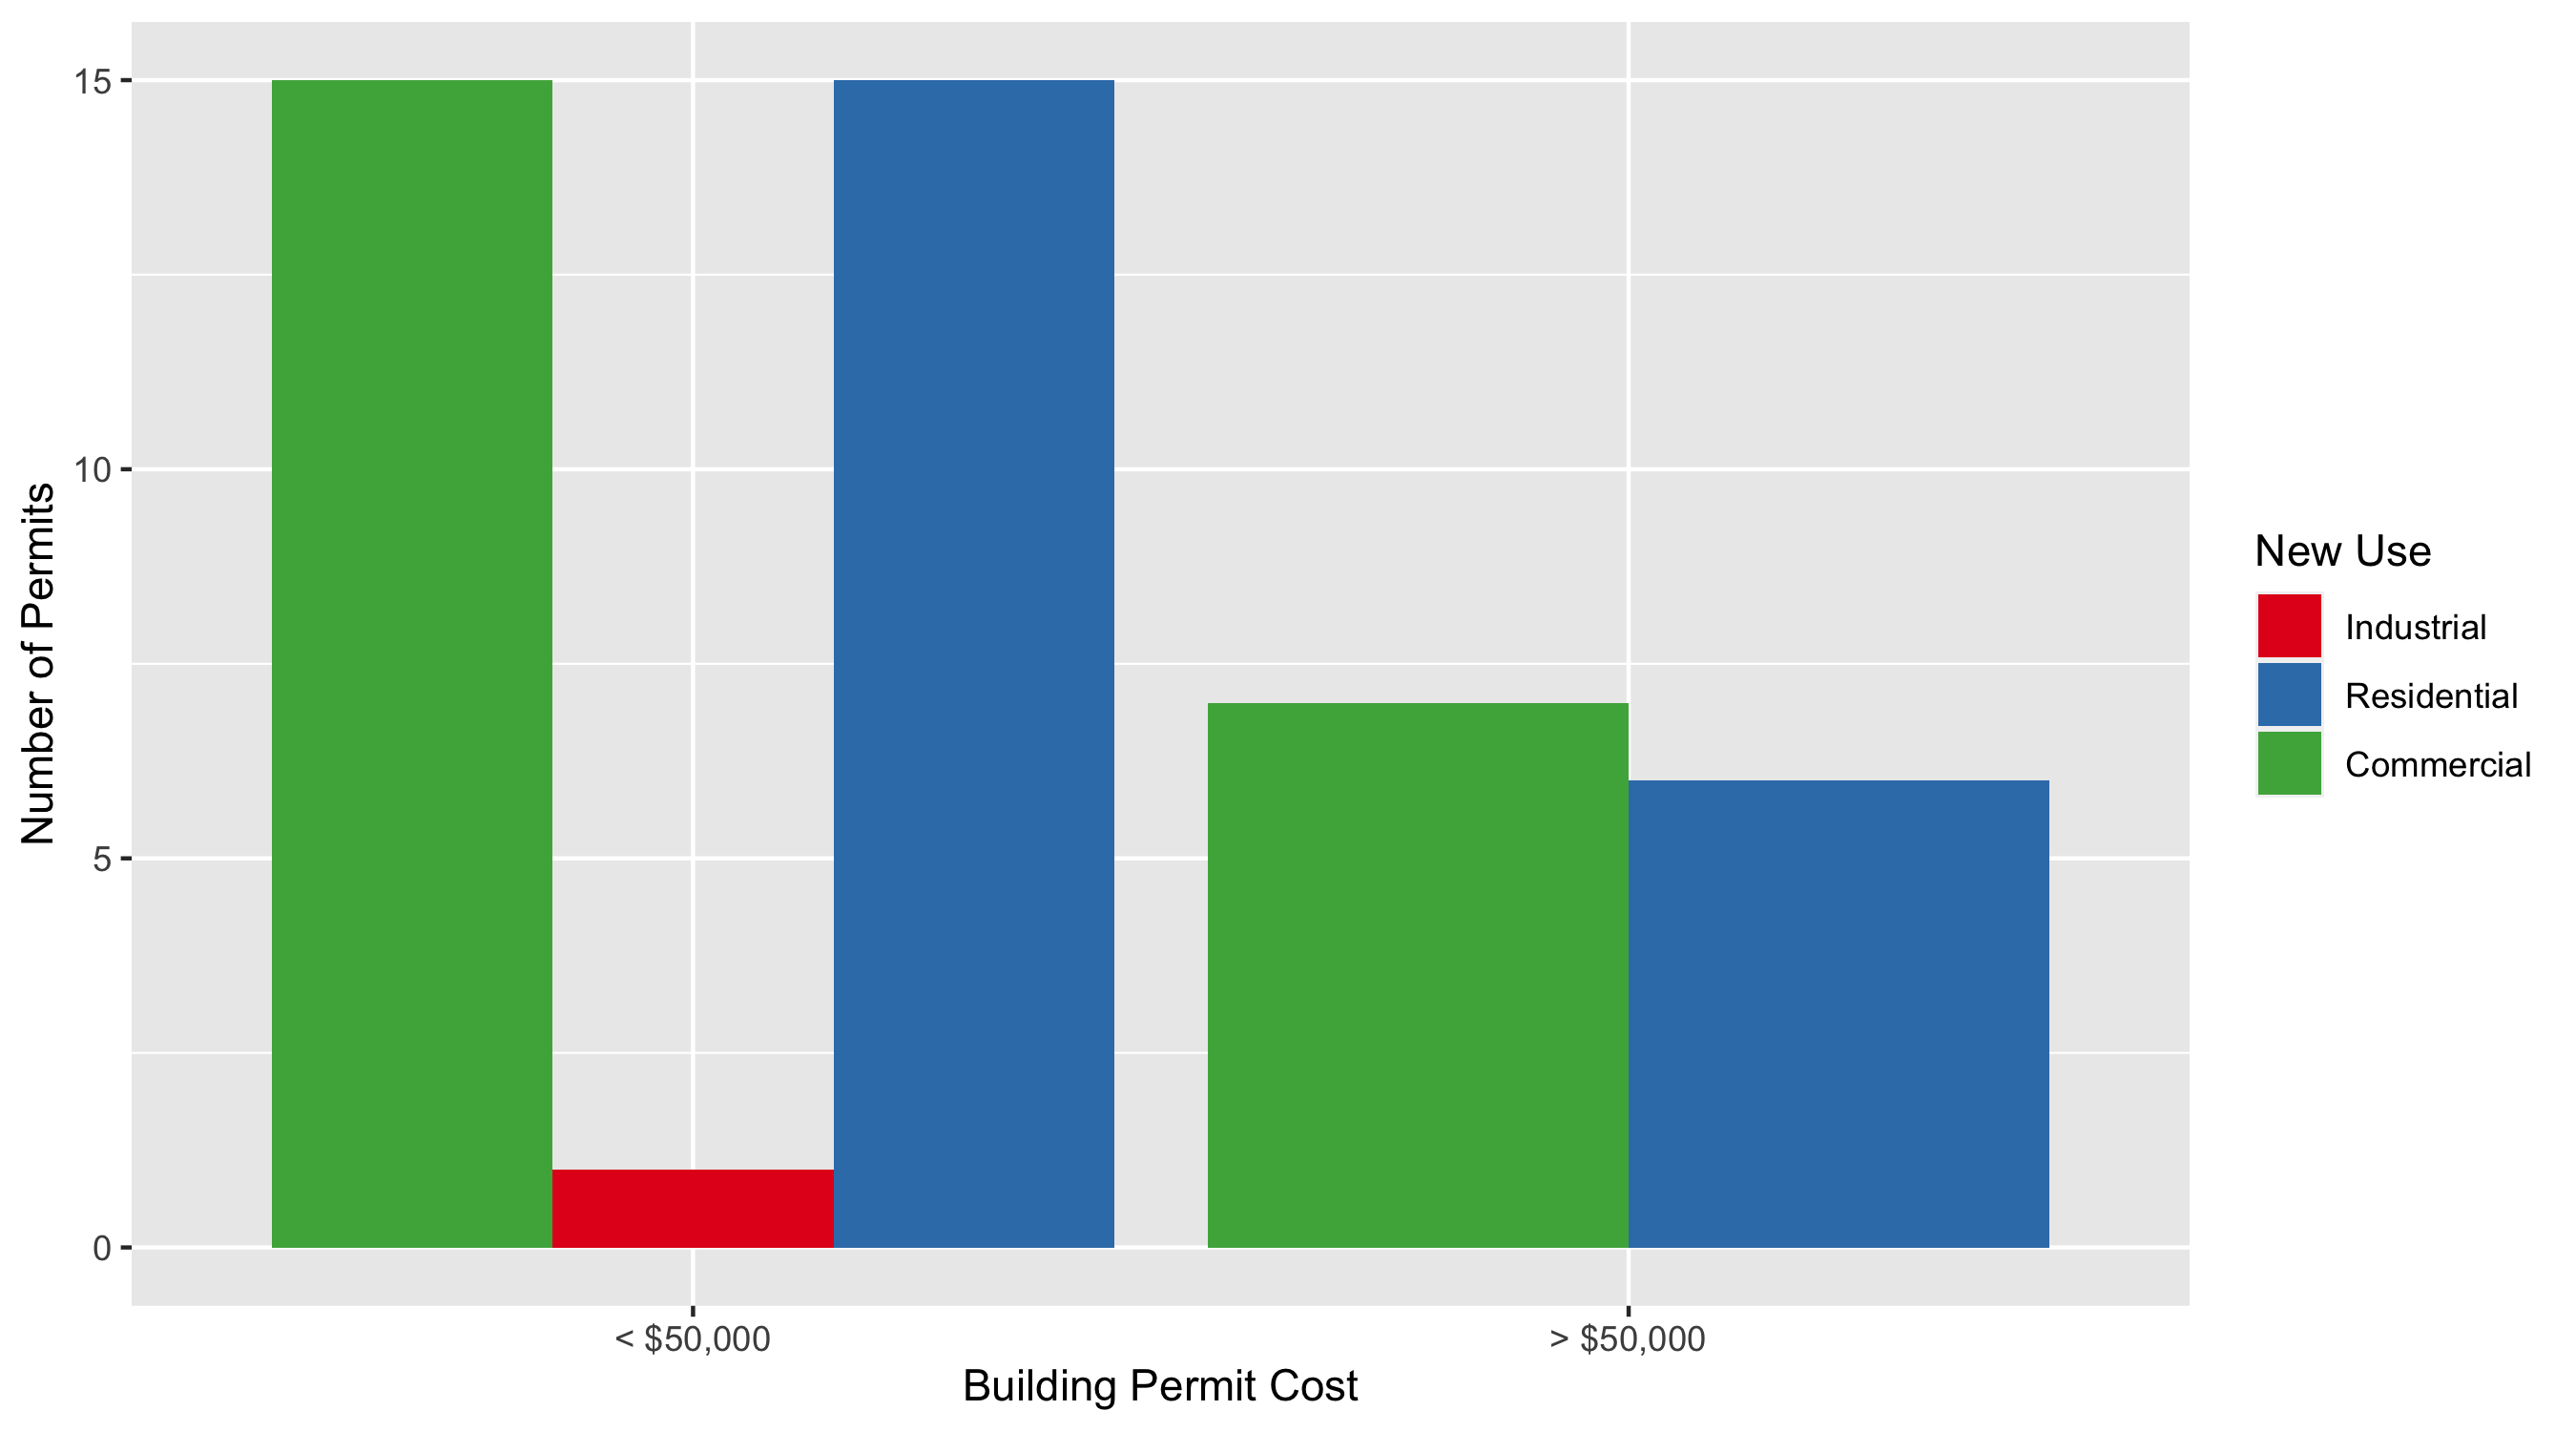 15
10
5
0
Number of Permits
< $50,000
> $50,000
Building Permit Cost
New Use
Industrial
Residential
Commercial